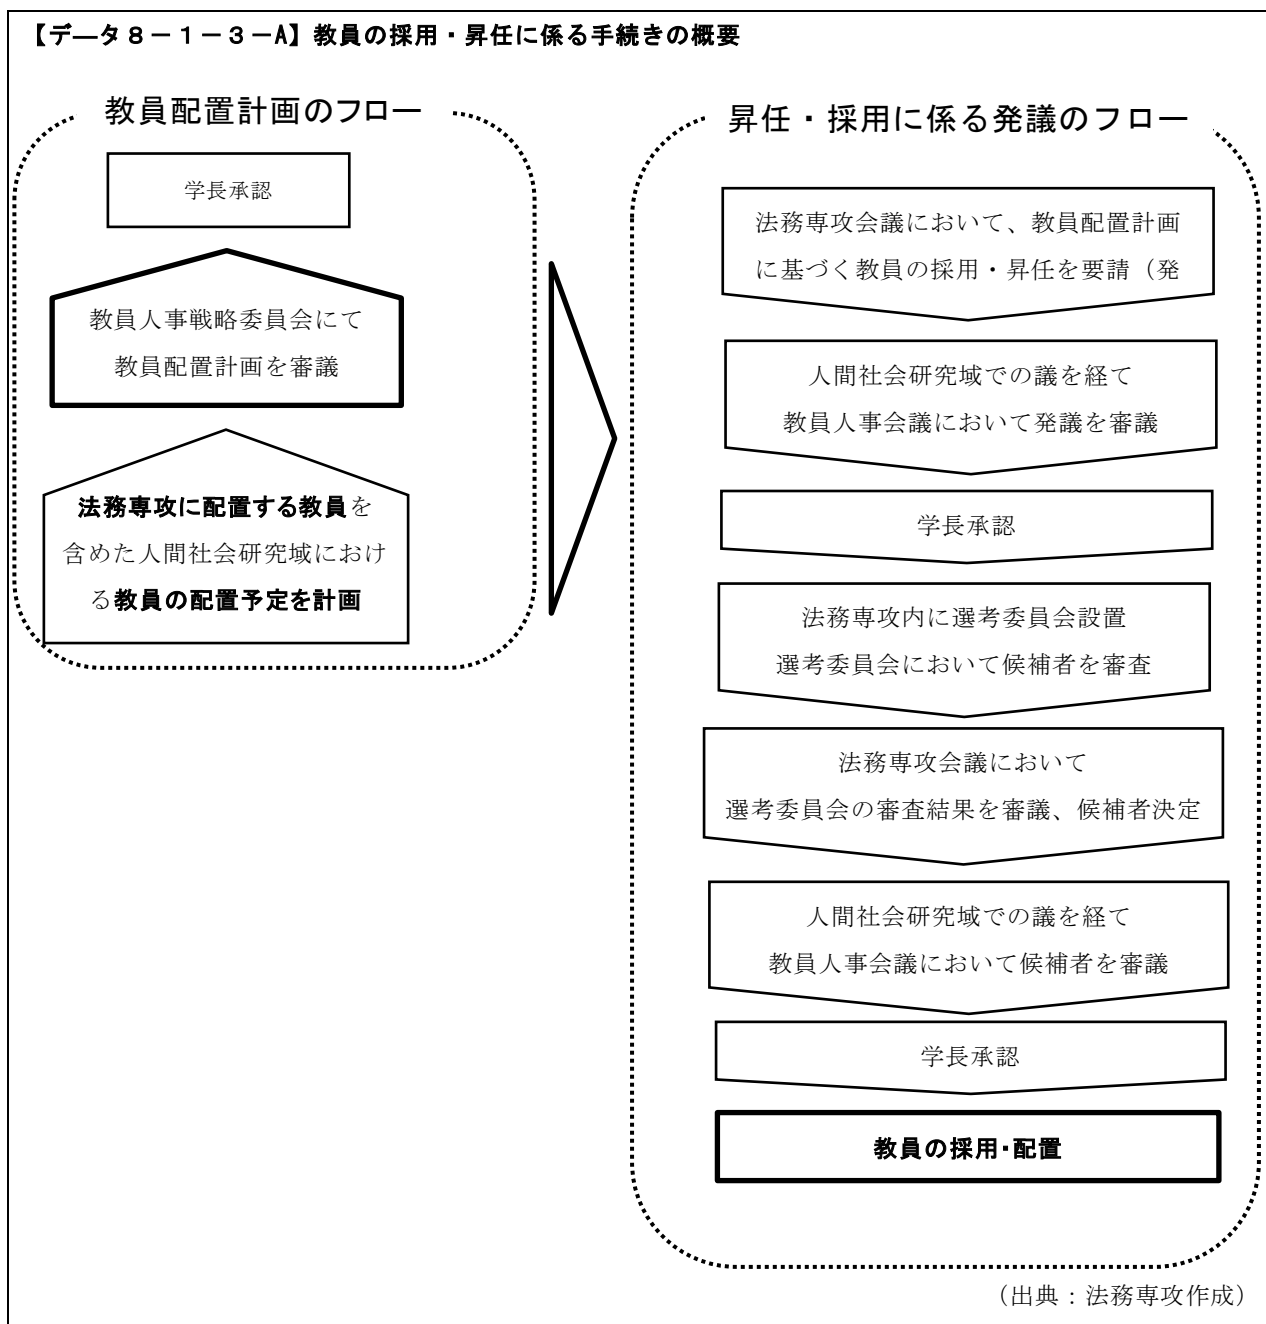 【デ―タ８－１－３－A】教員の採用・昇任に係る手続きの概要
教員配置計画のフロー
学長承認
教員人事戦略委員会にて
教員配置計画を審議
法務専攻に配置する教員を
含めた人間社会研究域におけ
る教員の配置予定を計画
昇任・採用に係る発議のフロー
法務専攻会議において、教員配置計画
に基づく教員の採用・昇任を要請（発
人間社会研究域での議を経て
教員人事会議において発議を審議
学長承認
法務専攻内に選考委員会設置
選考委員会において候補者を審査
法務専攻会議において
選考委員会の審査結果を審議、候補者決定
人間社会研究域での議を経て
教員人事会議において候補者を審議
学長承認
教員の採用・配置
（出典：法務専攻作成）